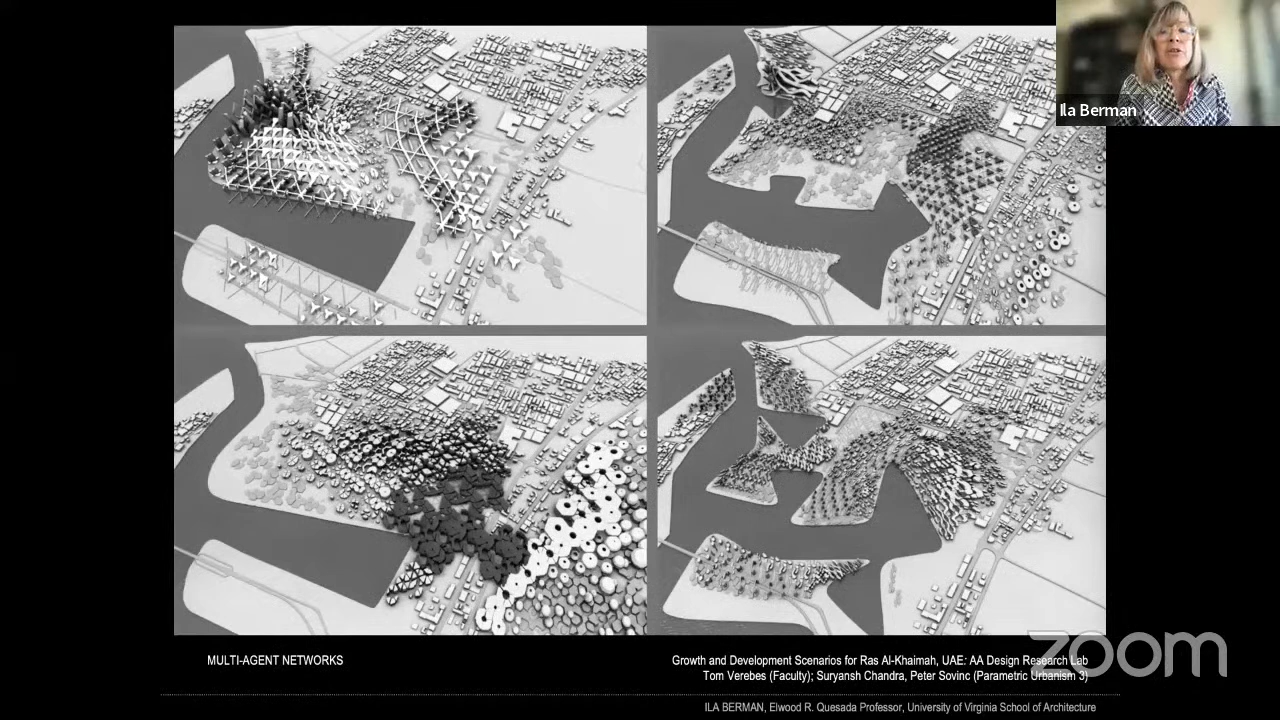 Ila Berman
MULTI-AGENT NETWORKS
Growth and Development Scenarios for Ras Al-Khaimah, UAE: AA Design Research Lab
Tom Verebes (Faculty); Suryansh Chandra, Peter Sovinc (Parametric Urbanism 3)
zoom
ILA BERMAN, Elwood R. Quesada Professor, University of Virginia School of Architecture